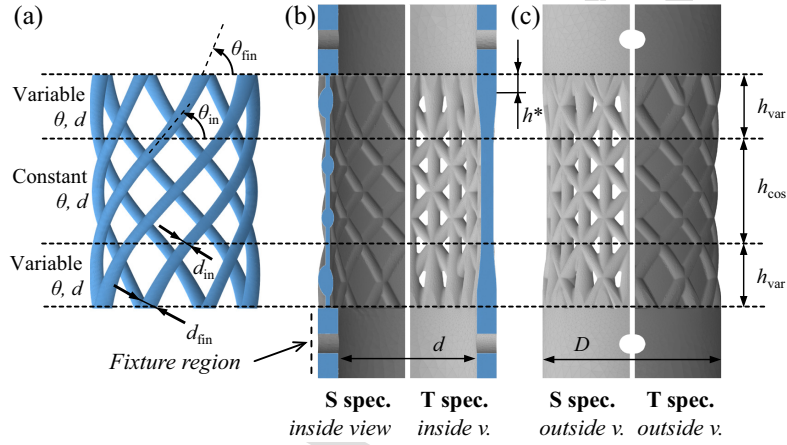 (a)
(b)
(c)
θfin
θin
Variable
θ, d
Constant
θ, d
Variable
θ, d
din
dfin
h*
hvar
hcos
hvar
Fixture region
d
D
S spec.
inside view
T spec.
inside v.
S spec.
outside v.
T spec.
outside v.